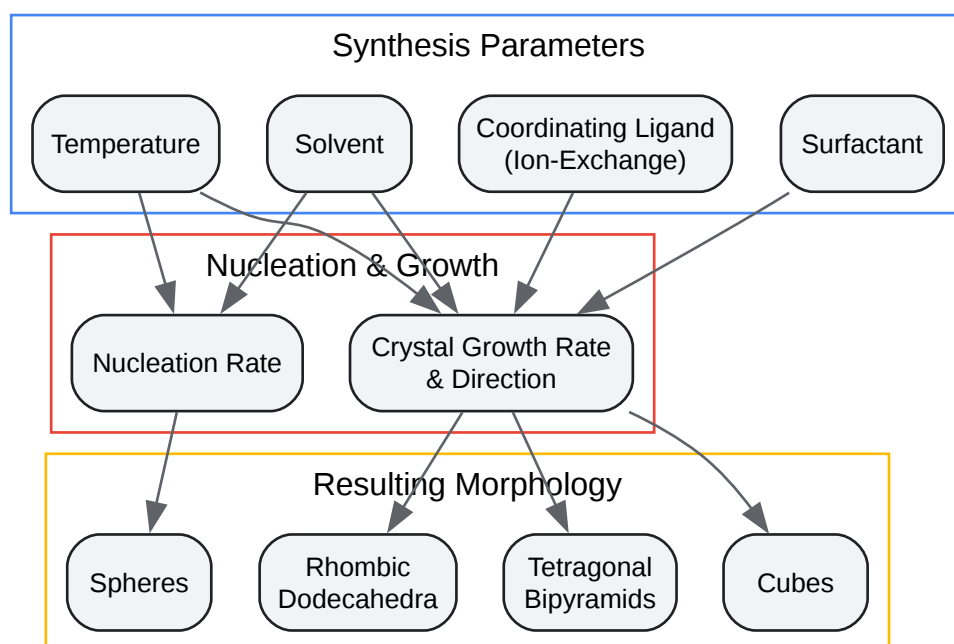 Synthesis Parameters
Temperature
Solvent
Coordinating Ligand
(Ion-Exchange)
Surfactant
Nucleation & Growth
Nucleation Rate
Crystal Growth Rate
& Direction
Resulting Morphology
Spheres
Rhombic
Dodecahedra
Tetragonal
Bipyramids
Cubes